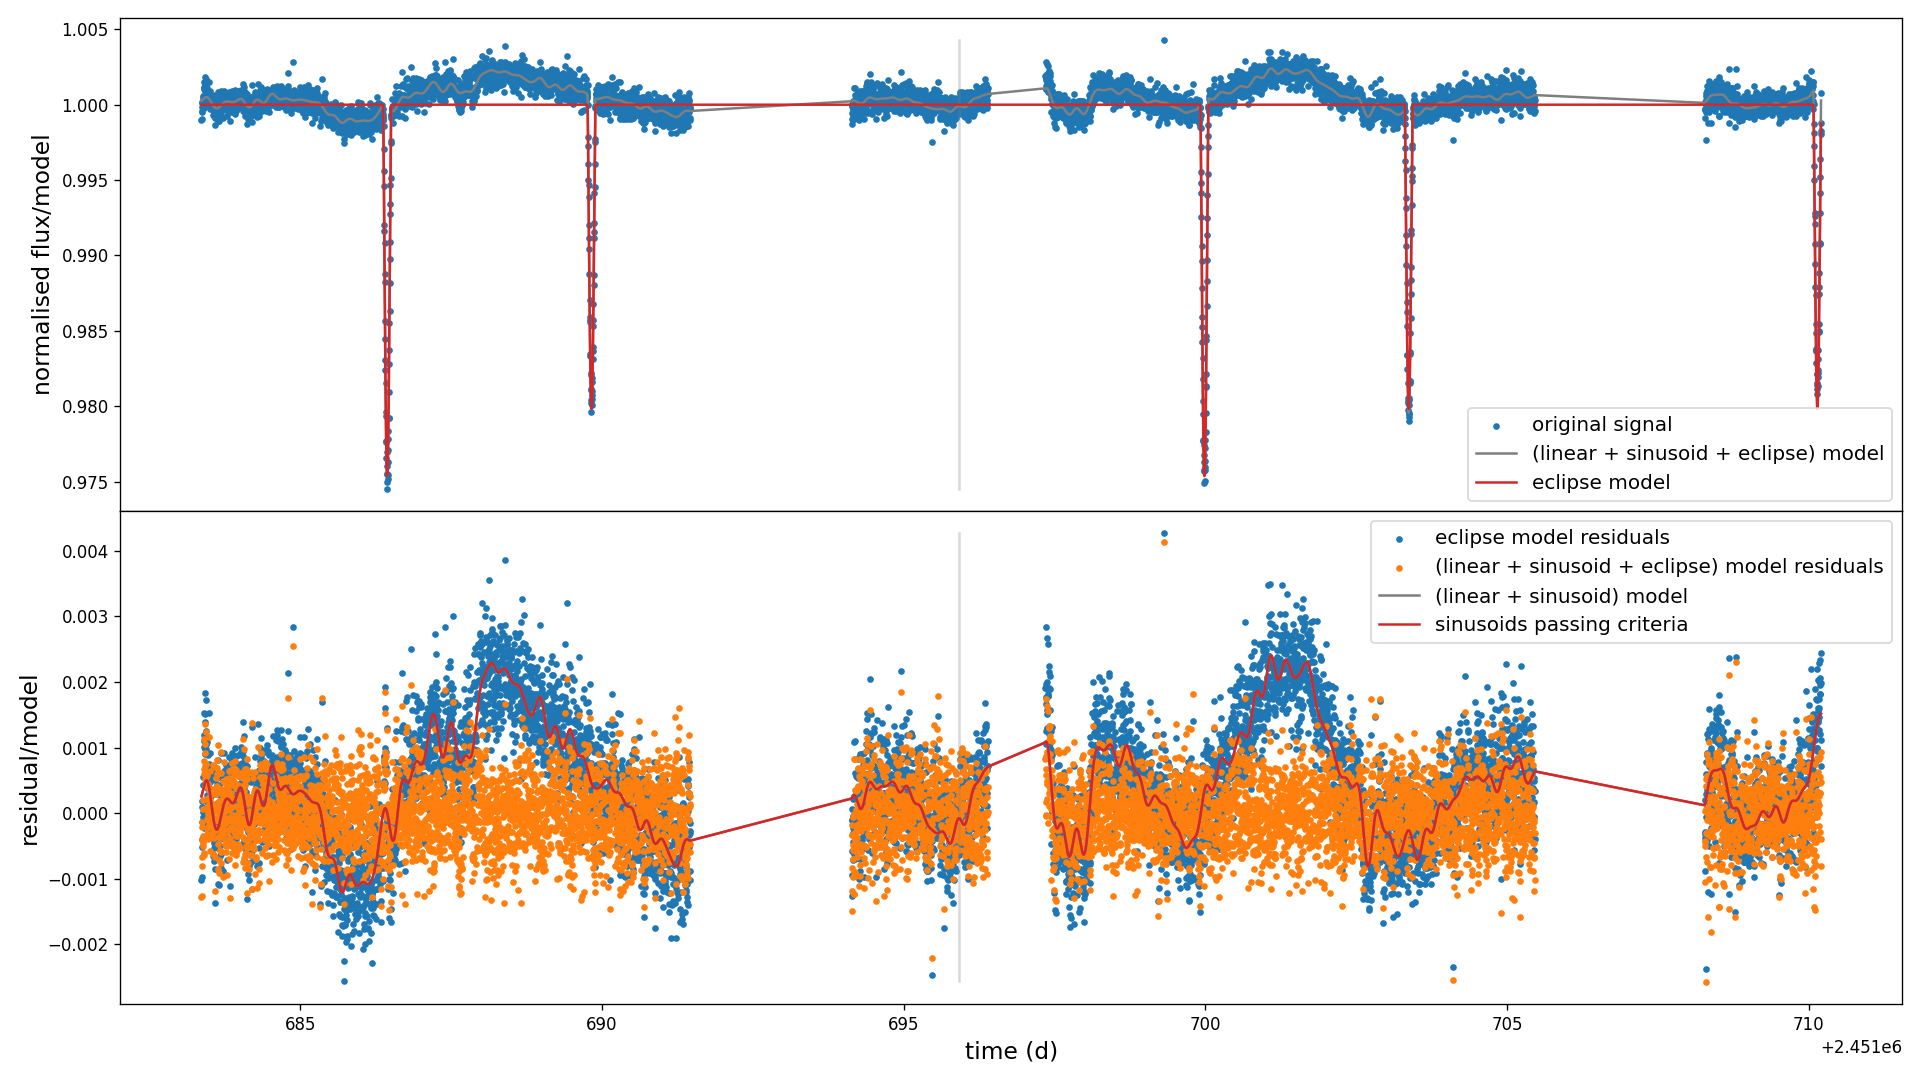 1.005
1.000
0.995
0.990
0.985
0.980
0.975
normalised flux/model
original signal
(linear + sinusoid + eclipse) model
eclipse model
0.004
0.003
0.002
0.001
0.000
−0.001
−0.002
residual/model
eclipse model residuals
(linear + sinusoid + eclipse) model residuals
(linear + sinusoid) model
sinusoids passing criteria
685 690 695 700 705 710
time (d)
+2.451e6